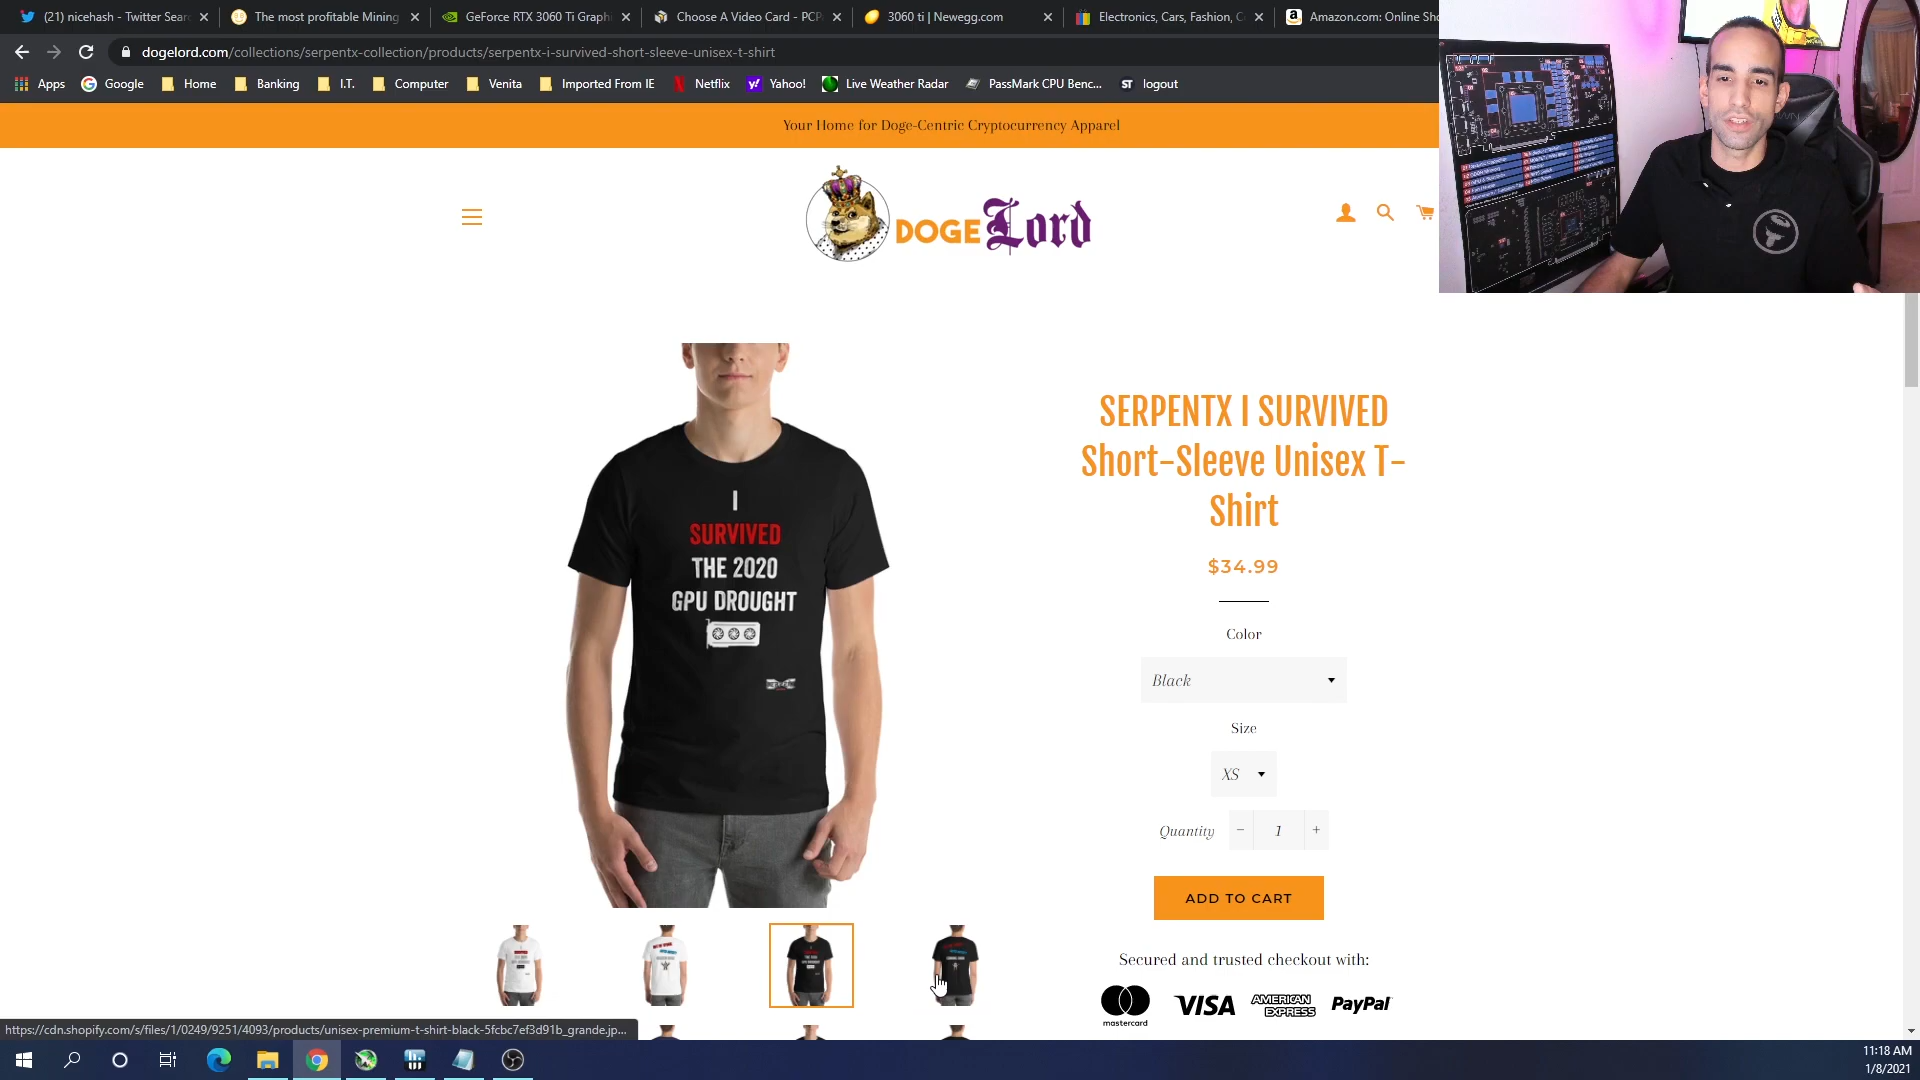 (21) nicehash - Twitter Sear
The most profitable Mining
GeForce RTX 3060 Ti Graphi
Choose A Video Card - PCP
3060 ti | Newegg.com
Electronics, Cars, Fashion, C
Amazon.com: Online Sho
dogelord.com/collections/serpentx-collection/products/serpentx-i-survived-short-sleeve-unisex-t-shirt
Apps
Google
Home
Banking
I.T.
Computer
Venita
Imported From IE
Netflix
Yahoo!
Live Weather Radar
PassMark CPU Benc...
ST
logout
Your Home for Doge-Centric Cryptocurrency Apparel
DOGE Lord
I
SURVIVED
THE 2020
GPU DROUGHT
SERPENTX I SURVIVED
Short-Sleeve Unisex T-
Shirt
$34.99
Color
Black
Size
XS
Quantity − 1 +
ADD TO CART
Secured and trusted checkout with:
mastercard
VISA
AMERICAN
EXPRESS
PayPal
https://cdn.shopify.com/s/files/1/0249/9251/4093/products/unisex-premium-t-shirt-black-5fcbc7ef3d91b_grande.jp...
11:18 AM
1/8/2021